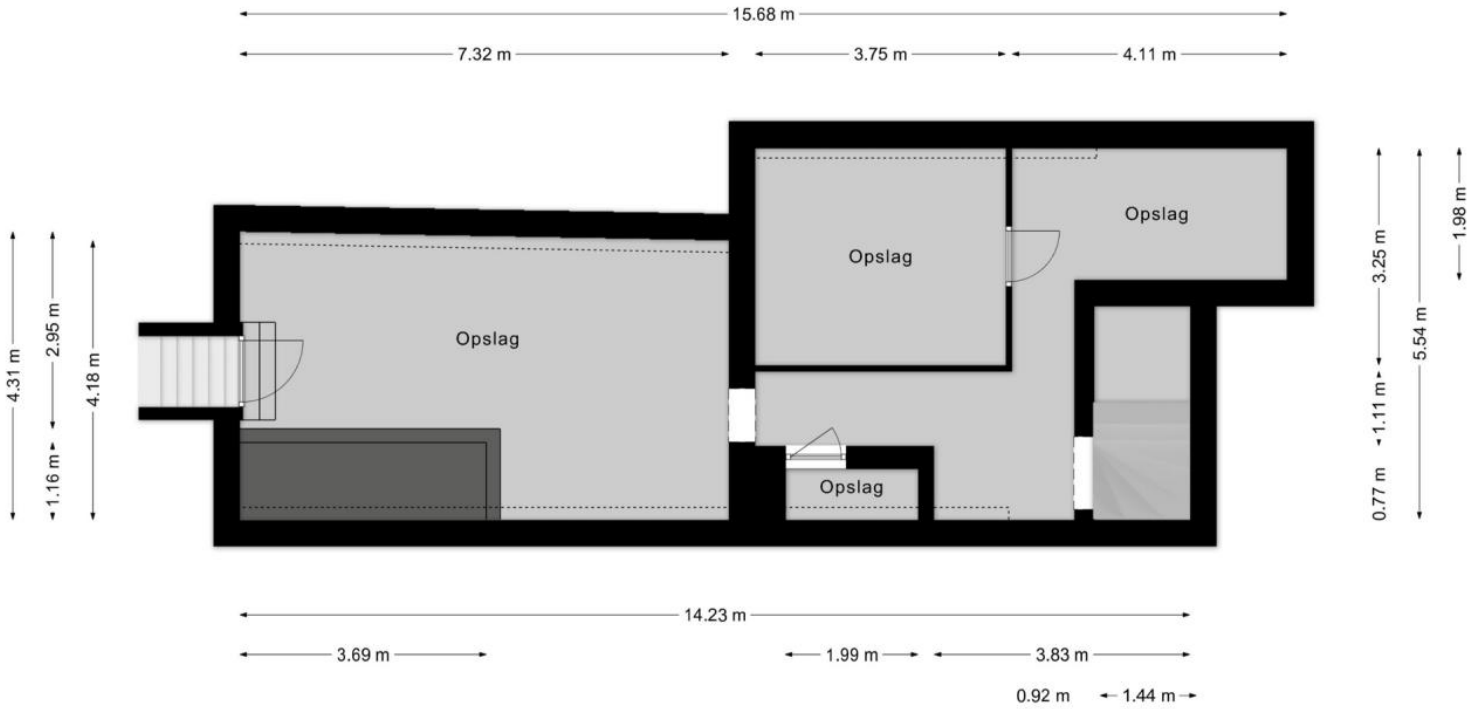 15.68 m
7.32 m
3.75 m
4.11 m
Opslag
Opslag
Opslag
Opslag
4.31 m
2.95 m
1.16 m
4.18 m
3.25 m
1.11 m
0.77 m
5.54 m
1.98 m
14.23 m
3.69 m
1.99 m
3.83 m
0.92 m
1.44 m